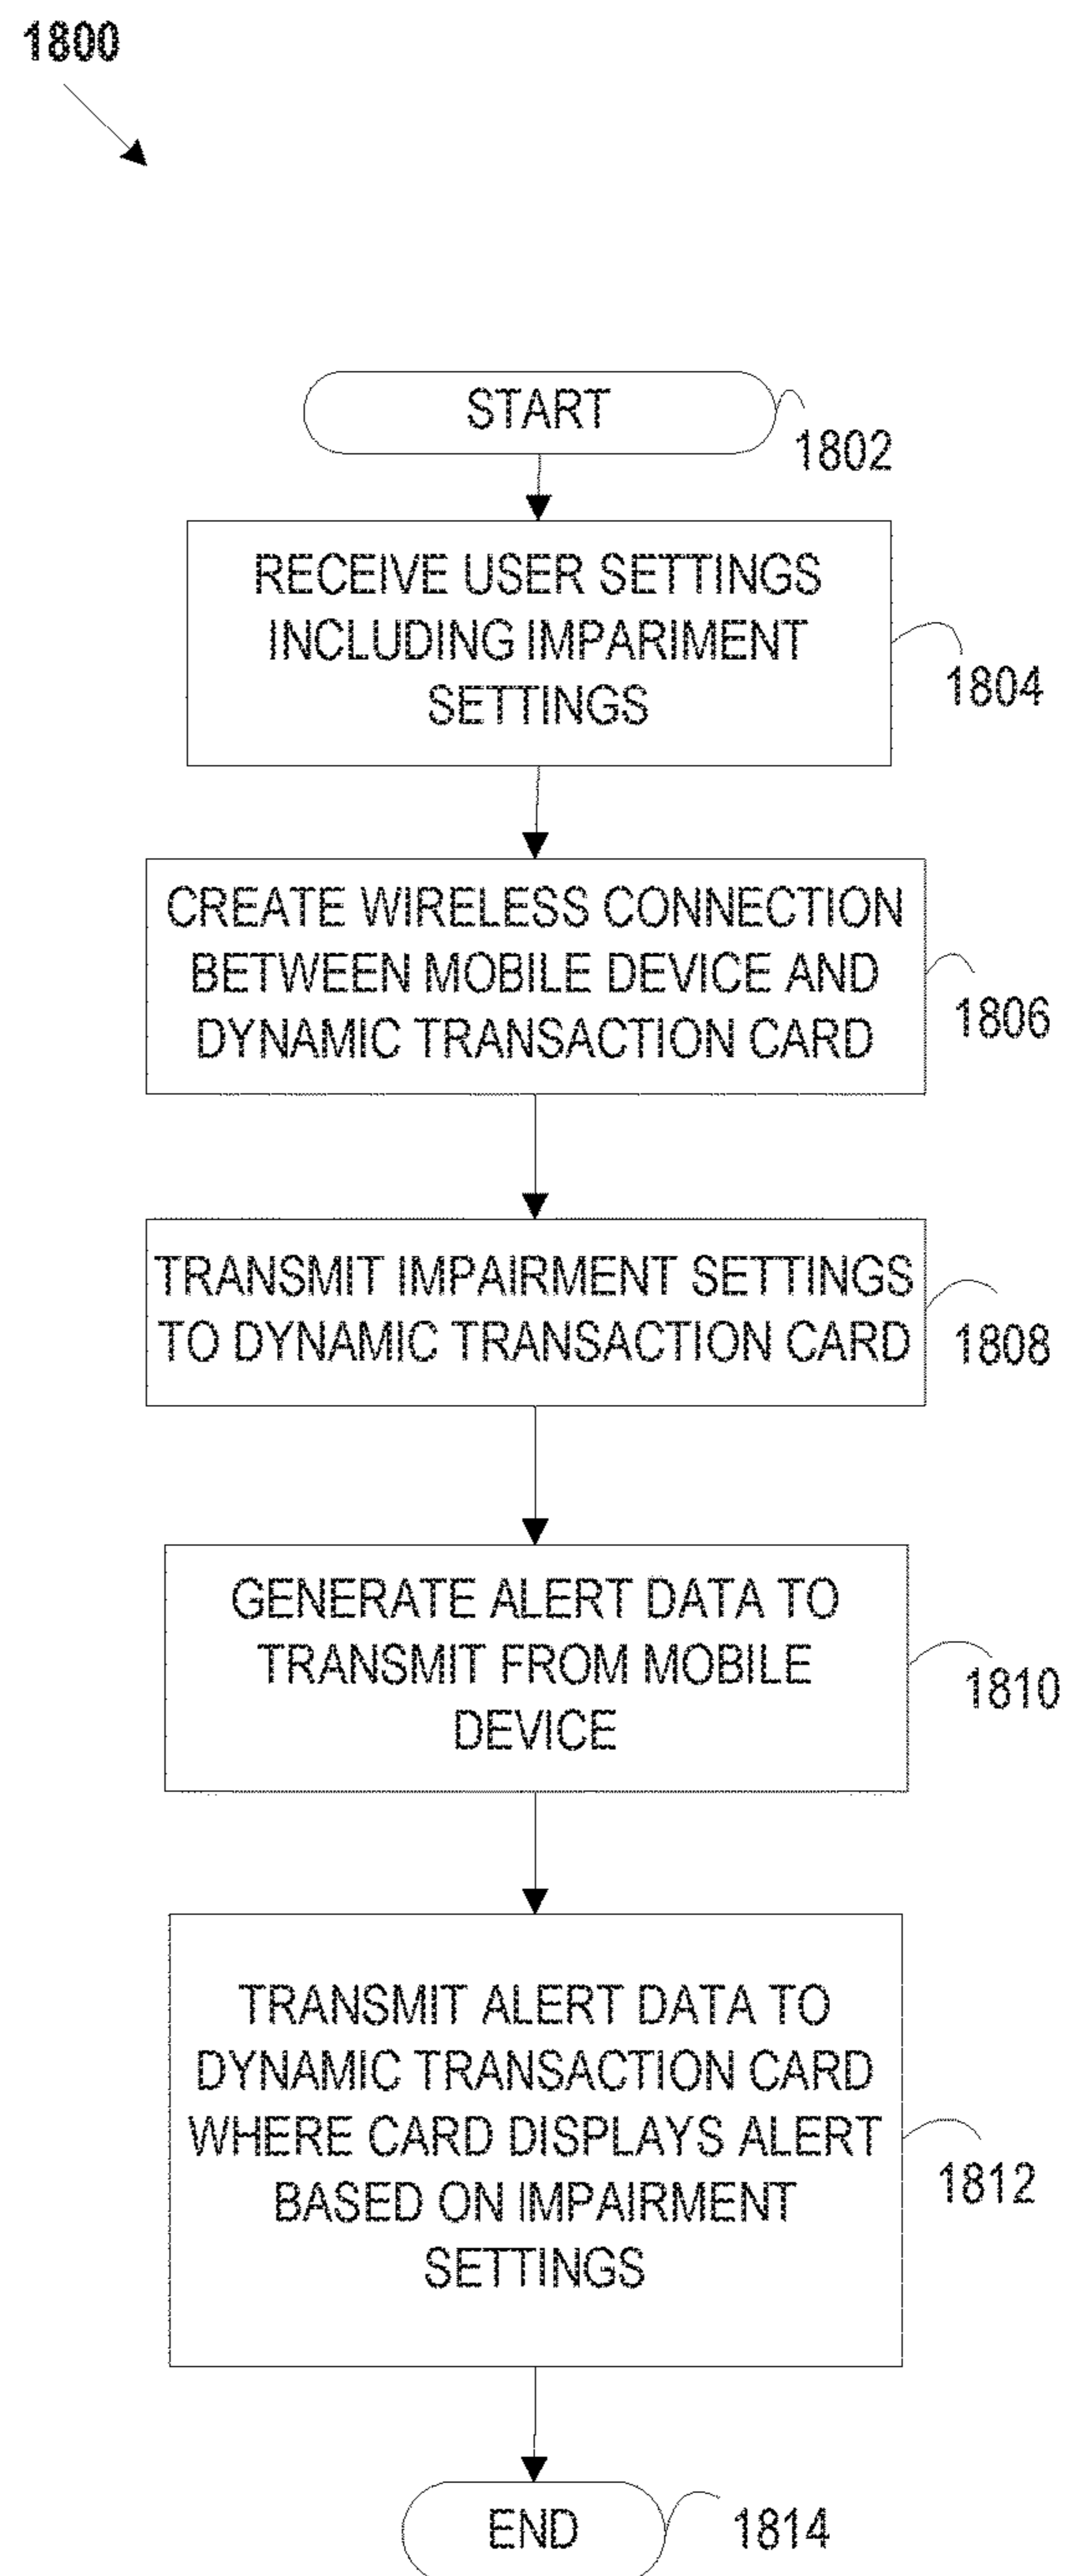 1800
START
1802
RECEIVE USER SETTINGS
INCLUDING IMPARIMENT
SETTINGS
1804
CREATE WIRELESS CONNECTION
BETWEEN MOBILE DEVICE AND
DYNAMIC TRANSACTION CARD
1806
TRANSMIT IMPAIRMENT SETTINGS
TO DYNAMIC TRANSACTION CARD
1808
GENERATE ALERT DATA TO
TRANSMIT FROM MOBILE
DEVICE
1810
TRANSMIT ALERT DATA TO
DYNAMIC TRANSACTION CARD
WHERE CARD DISPLAYS ALERT
BASED ON IMPAIRMENT
SETTINGS
1812
END
1814